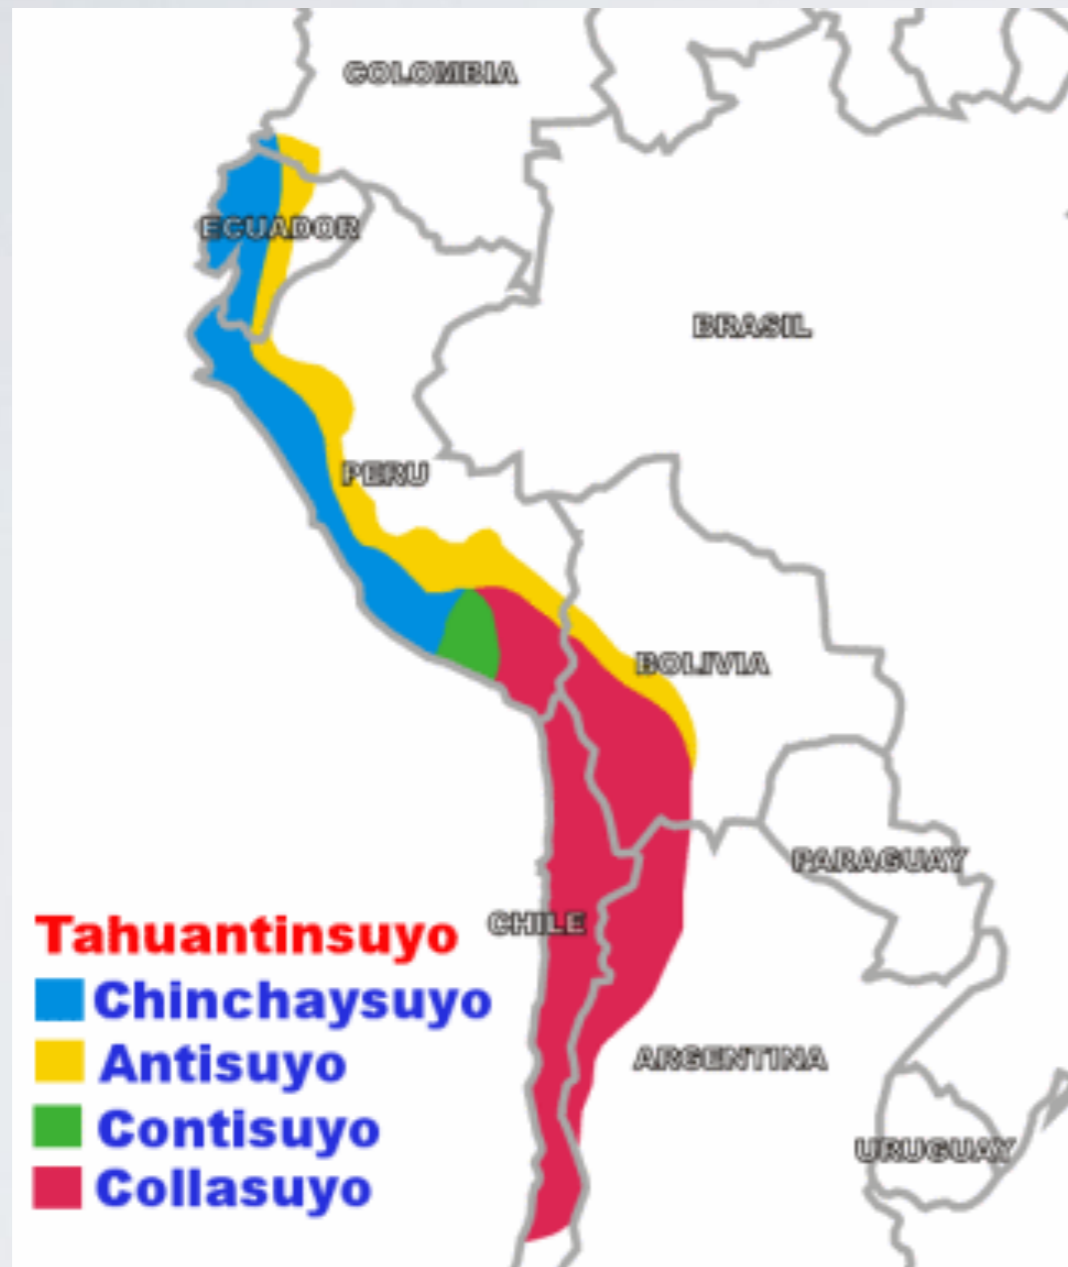 COLOMBIA
ECUADOR
BRASIL
PERU
BOLIVIA
PARAGUAY
CHILE
Tahuantinsuyo
Chinchaysuyo
Antisuyo
ARGENTINA
Contisuyo
URUGUAY
Collasuyo